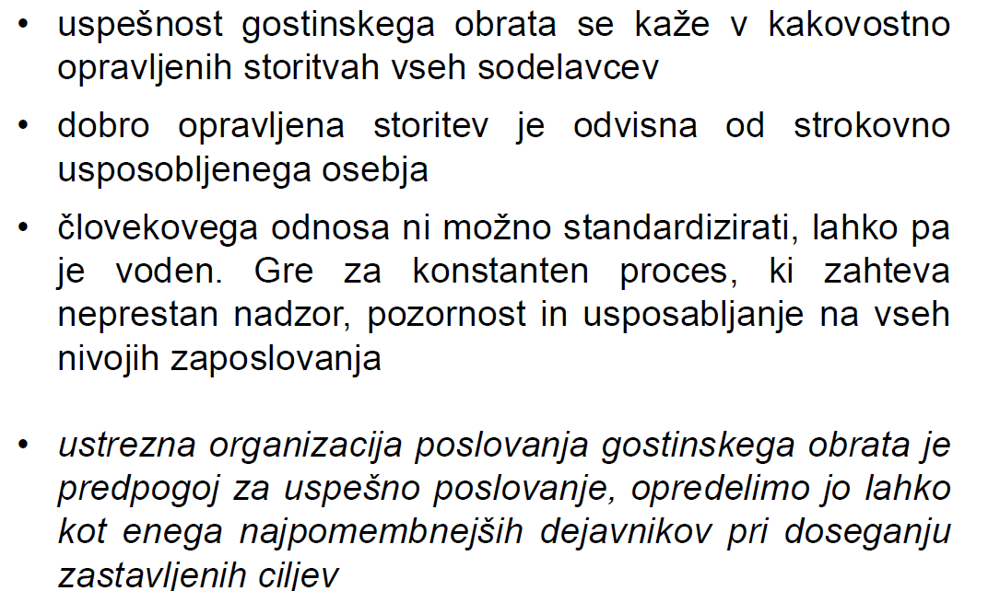 • uspešnost gostinskega obrata se kaže v kakovostno
opravljenih storitvah vseh sodelavcev
• dobro opravljena storitev je odvisna od strokovno
usposobljenega osebja
• človekovega odnosa ni možno standardizirati, lahko pa
je voden. Gre za konstanten proces, ki zahteva
neprestan nadzor, pozornost in usposabljanje na vseh
nivojih zaposlovanja
• ustrezna organizacija poslovanja gostinskega obrata je
predpogoj za uspešno poslovanje, opredelimo jo lahko
kot enega najpomembnejših dejavnikov pri doseganju
zastavljenih ciljev